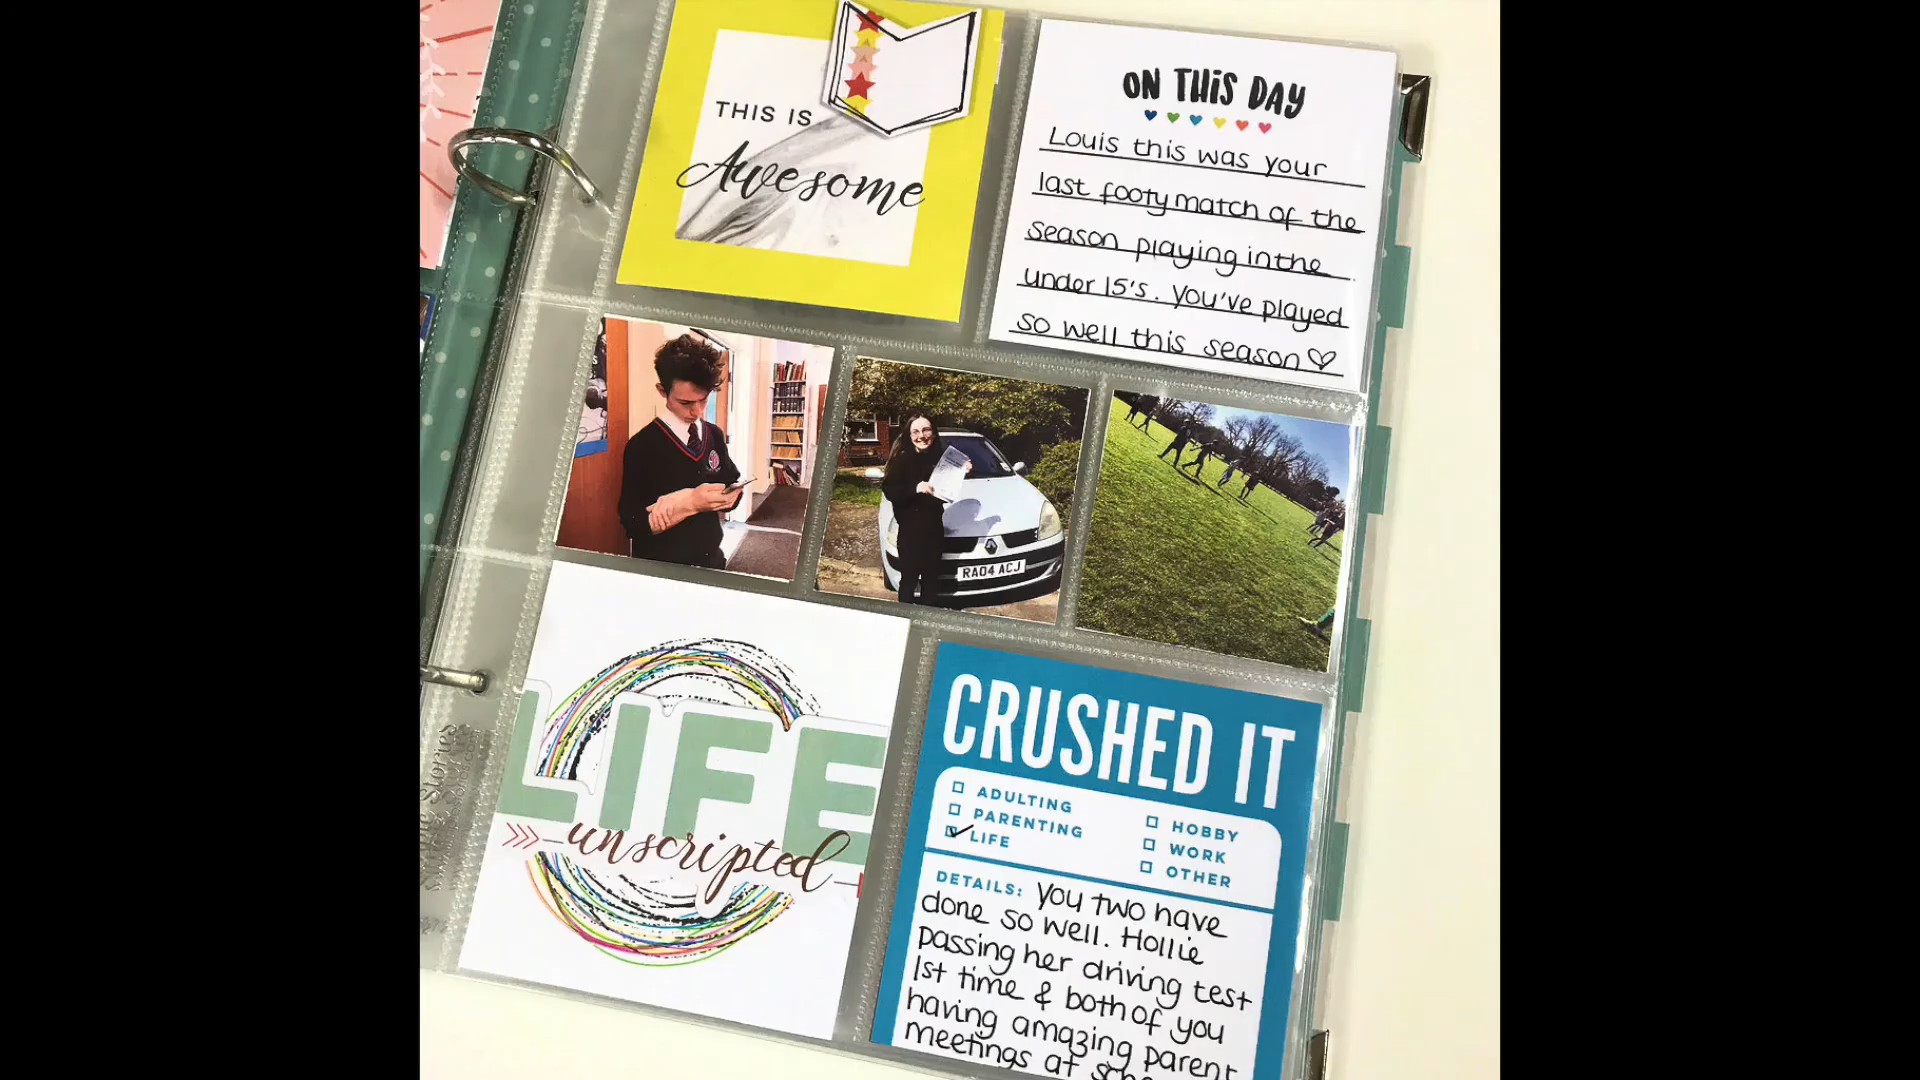 THIS IS
Awesome
ON THIS DAY
Louis this was your
last footy match of the
season playing in the
under 15's. You've played
so well this season
RA04 ACJ
LIFE
unscripted
CRUSHED IT
ADULTING
PARENTING
LIFE
HOBBY
WORK
OTHER
DETAILS: You two have
done so well. Hollie
passing her driving test
1st time & both of you
having amazing parent
meetings at